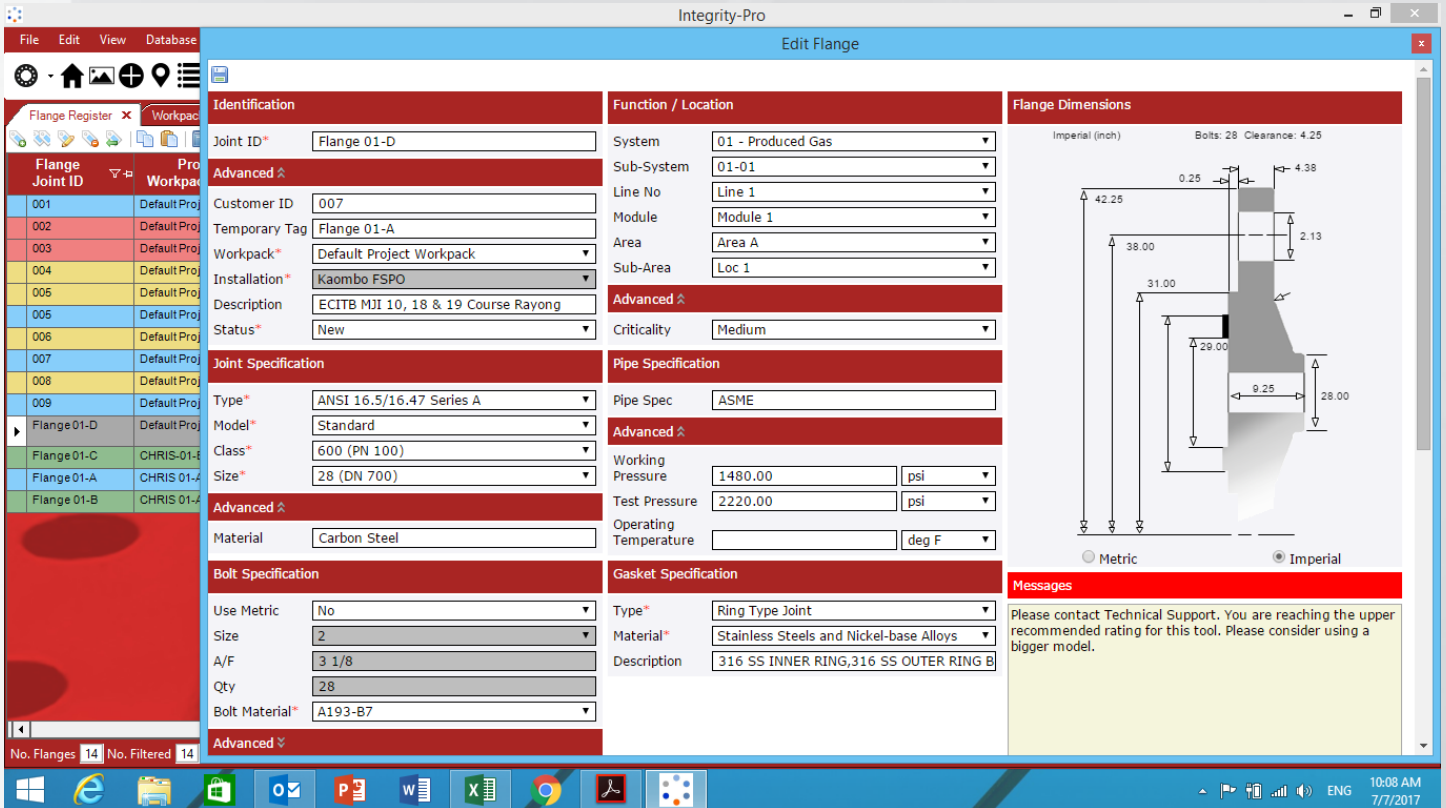 Integrity-Pro
File Edit View Database
Edit Flange
Flange Register Workpac
Flange Joint ID
Pro Workpac
001 Default Proj
002 Default Proj
003 Default Proj
004 Default Proj
005 Default Proj
005 Default Proj
006 Default Proj
007 Default Proj
008 Default Proj
009 Default Proj
Flange 01-D Default Proj
Flange 01-C CHRIS-01-B
Flange 01-A CHRIS 01-A
Flange 01-B CHRIS 01-A
No. Flanges 14 No. Filtered 14
Identification
Joint ID* Flange 01-D
Advanced
Customer ID 007
Temporary Tag Flange 01-A
Workpack* Default Project Workpack
Installation* Kaombo FSPO
Description ECITB MJI 10, 18 & 19 Course Rayong
Status* New
Joint Specification
Type* ANSI 16.5/16.47 Series A
Model* Standard
Class* 600 (PN 100)
Size* 28 (DN 700)
Advanced
Material Carbon Steel
Bolt Specification
Use Metric No
Size 2
A/F 3 1/8
Qty 28
Bolt Material* A193-B7
Advanced
Function / Location
System 01 - Produced Gas
Sub-System 01-01
Line No Line 1
Module Module 1
Area Area A
Sub-Area Loc 1
Advanced
Criticality Medium
Pipe Specification
Pipe Spec ASME
Advanced
Working
Pressure 1480.00 psi
Test Pressure 2220.00 psi
Operating
Temperature deg F
Gasket Specification
Type* Ring Type Joint
Material* Stainless Steels and Nickel-base Alloys
Description 316 SS INNER RING,316 SS OUTER RING B
Flange Dimensions
Imperial (inch) Bolts: 28 Clearance: 4.25
4.38
0.25
42.25
2.13
38.00
31.00
29.00
9.25
28.00
Metric Imperial
Messages
Please contact Technical Support. You are reaching the upper
recommended rating for this tool. Please consider using a
bigger model.
ENG
10:08 AM
7/7/2017